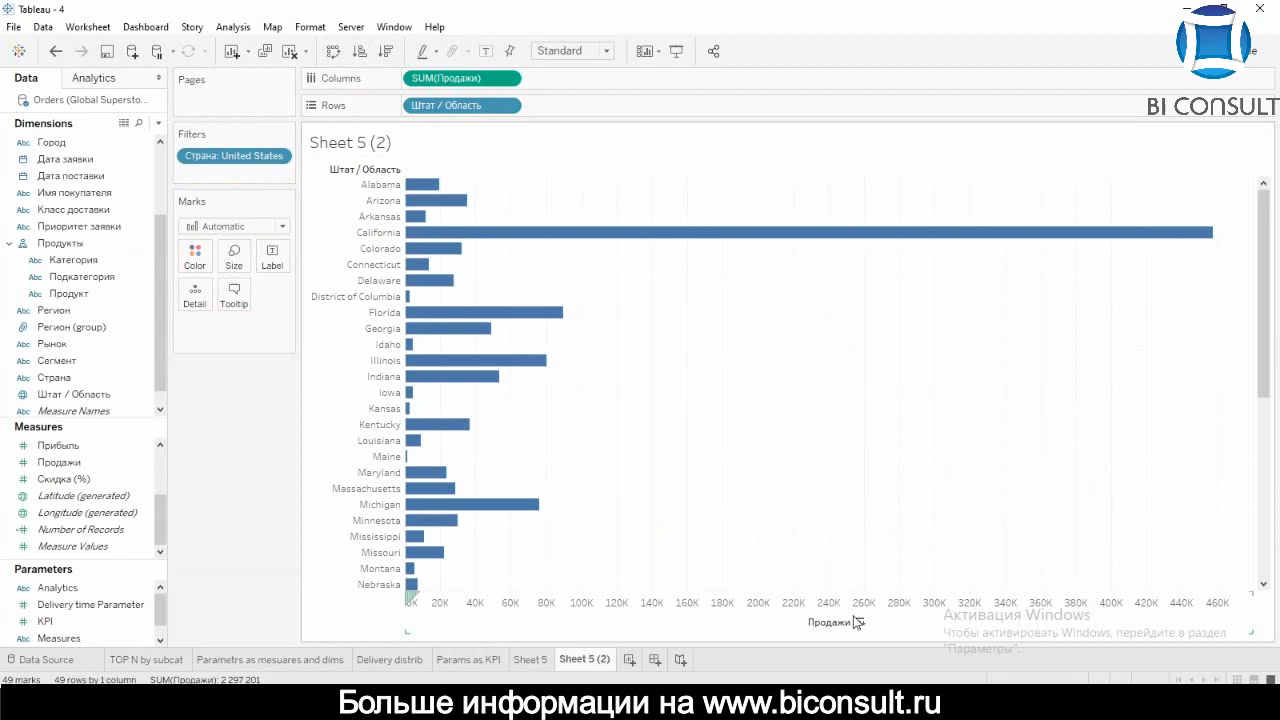 Tableau - 4
File Data Worksheet Dashboard Story Analysis Map Format Server Window Help
Standard
BI CONSULT
Data Analytics
Orders (Global Supersto...
Dimensions
Город
Дата заявки
Дата поставки
Имя покупателя
Класс доставки
Приоритет заявки
Продукты
Категория
Подкатегория
Продукт
Регион
Регион (group)
Рынок
Сегмент
Страна
Штат / Область
Measure Names
Measures
Прибыль
Продажи
Скидка (%)
Latitude (generated)
Longitude (generated)
Number of Records
Measure Values
Parameters
Analytics
Delivery time Parameter
KPI
Measures
Pages
Filters
Страна: United States
Marks
Automatic
Color Size Label
Detail Tooltip
Columns SUM(Продажи)
Rows Штат / Область
Sheet 5 (2)
Штат / Область
Alabama
Arizona
Arkansas
California
Colorado
Connecticut
Delaware
District of Columbia
Florida
Georgia
Idaho
Illinois
Indiana
Iowa
Kansas
Kentucky
Louisiana
Maine
Maryland
Massachusetts
Michigan
Minnesota
Mississippi
Missouri
Montana
Nebraska
20K 40K 60K 80K 100K 120K 140K 160K 180K 200K 220K 240K 260K 280K 300K 320K 340K 360K 380K 400K 420K 440K 460K
Продажи
Активация Windows
Чтобы активировать Windows, перейдите в раздел
"Параметры".
Data Source TOP N by subcat Parametrs as mesuares and dims Delivery distrib Params as KPI Sheet 5 Sheet 5 (2)
49 marks 49 rows by 1 column SUM(Продажи): 2 297 201
Больше информации на www.biconsult.ru